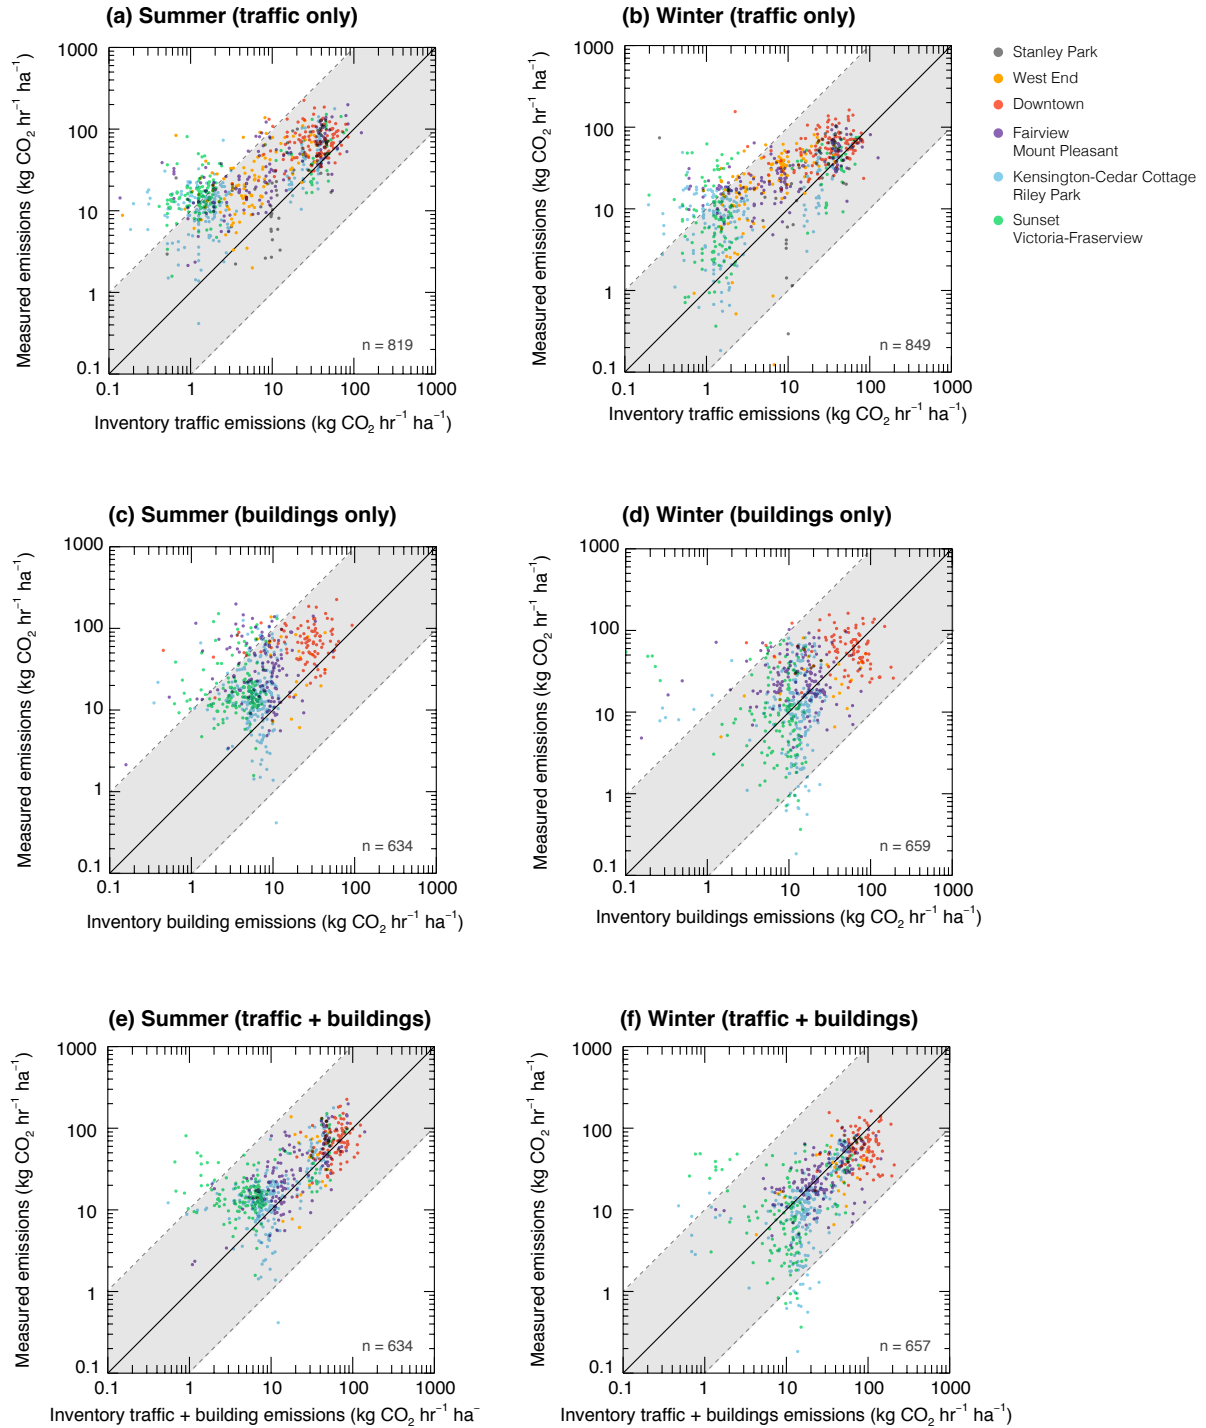 (a) Summer (traffic only)
1000
100
10
1
0.1
0.1 1 10 100 1000
Measured emissions (kg CO2 hr−1 ha−1)
Inventory traffic emissions (kg CO2 hr−1 ha−1)
n = 819
(b) Winter (traffic only)
1000
100
10
1
0.1
0.1 1 10 100 1000
Measured emissions (kg CO2 hr−1 ha−1)
Inventory traffic emissions (kg CO2 hr−1 ha−1)
n = 849
Stanley Park
West End
Downtown
Fairview
Mount Pleasant
Kensington-Cedar Cottage
Riley Park
Sunset
Victoria-Fraserview
(c) Summer (buildings only)
1000
100
10
1
0.1
0.1 1 10 100 1000
Measured emissions (kg CO2 hr−1 ha−1)
Inventory building emissions (kg CO2 hr−1 ha−1)
n = 634
(d) Winter (buildings only)
1000
100
10
1
0.1
0.1 1 10 100 1000
Measured emissions (kg CO2 hr−1 ha−1)
Inventory buildings emissions (kg CO2 hr−1 ha−1)
n = 659
(e) Summer (traffic + buildings)
1000
100
10
1
0.1
0.1 1 10 100 1000
Measured emissions (kg CO2 hr−1 ha−1)
Inventory traffic + building emissions (kg CO2 hr−1 ha−
n = 634
(f) Winter (traffic + buildings)
1000
100
10
1
0.1
0.1 1 10 100 1000
Measured emissions (kg CO2 hr−1 ha−1)
Inventory traffic + buildings emissions (kg CO2 hr−1 ha−1)
n = 657